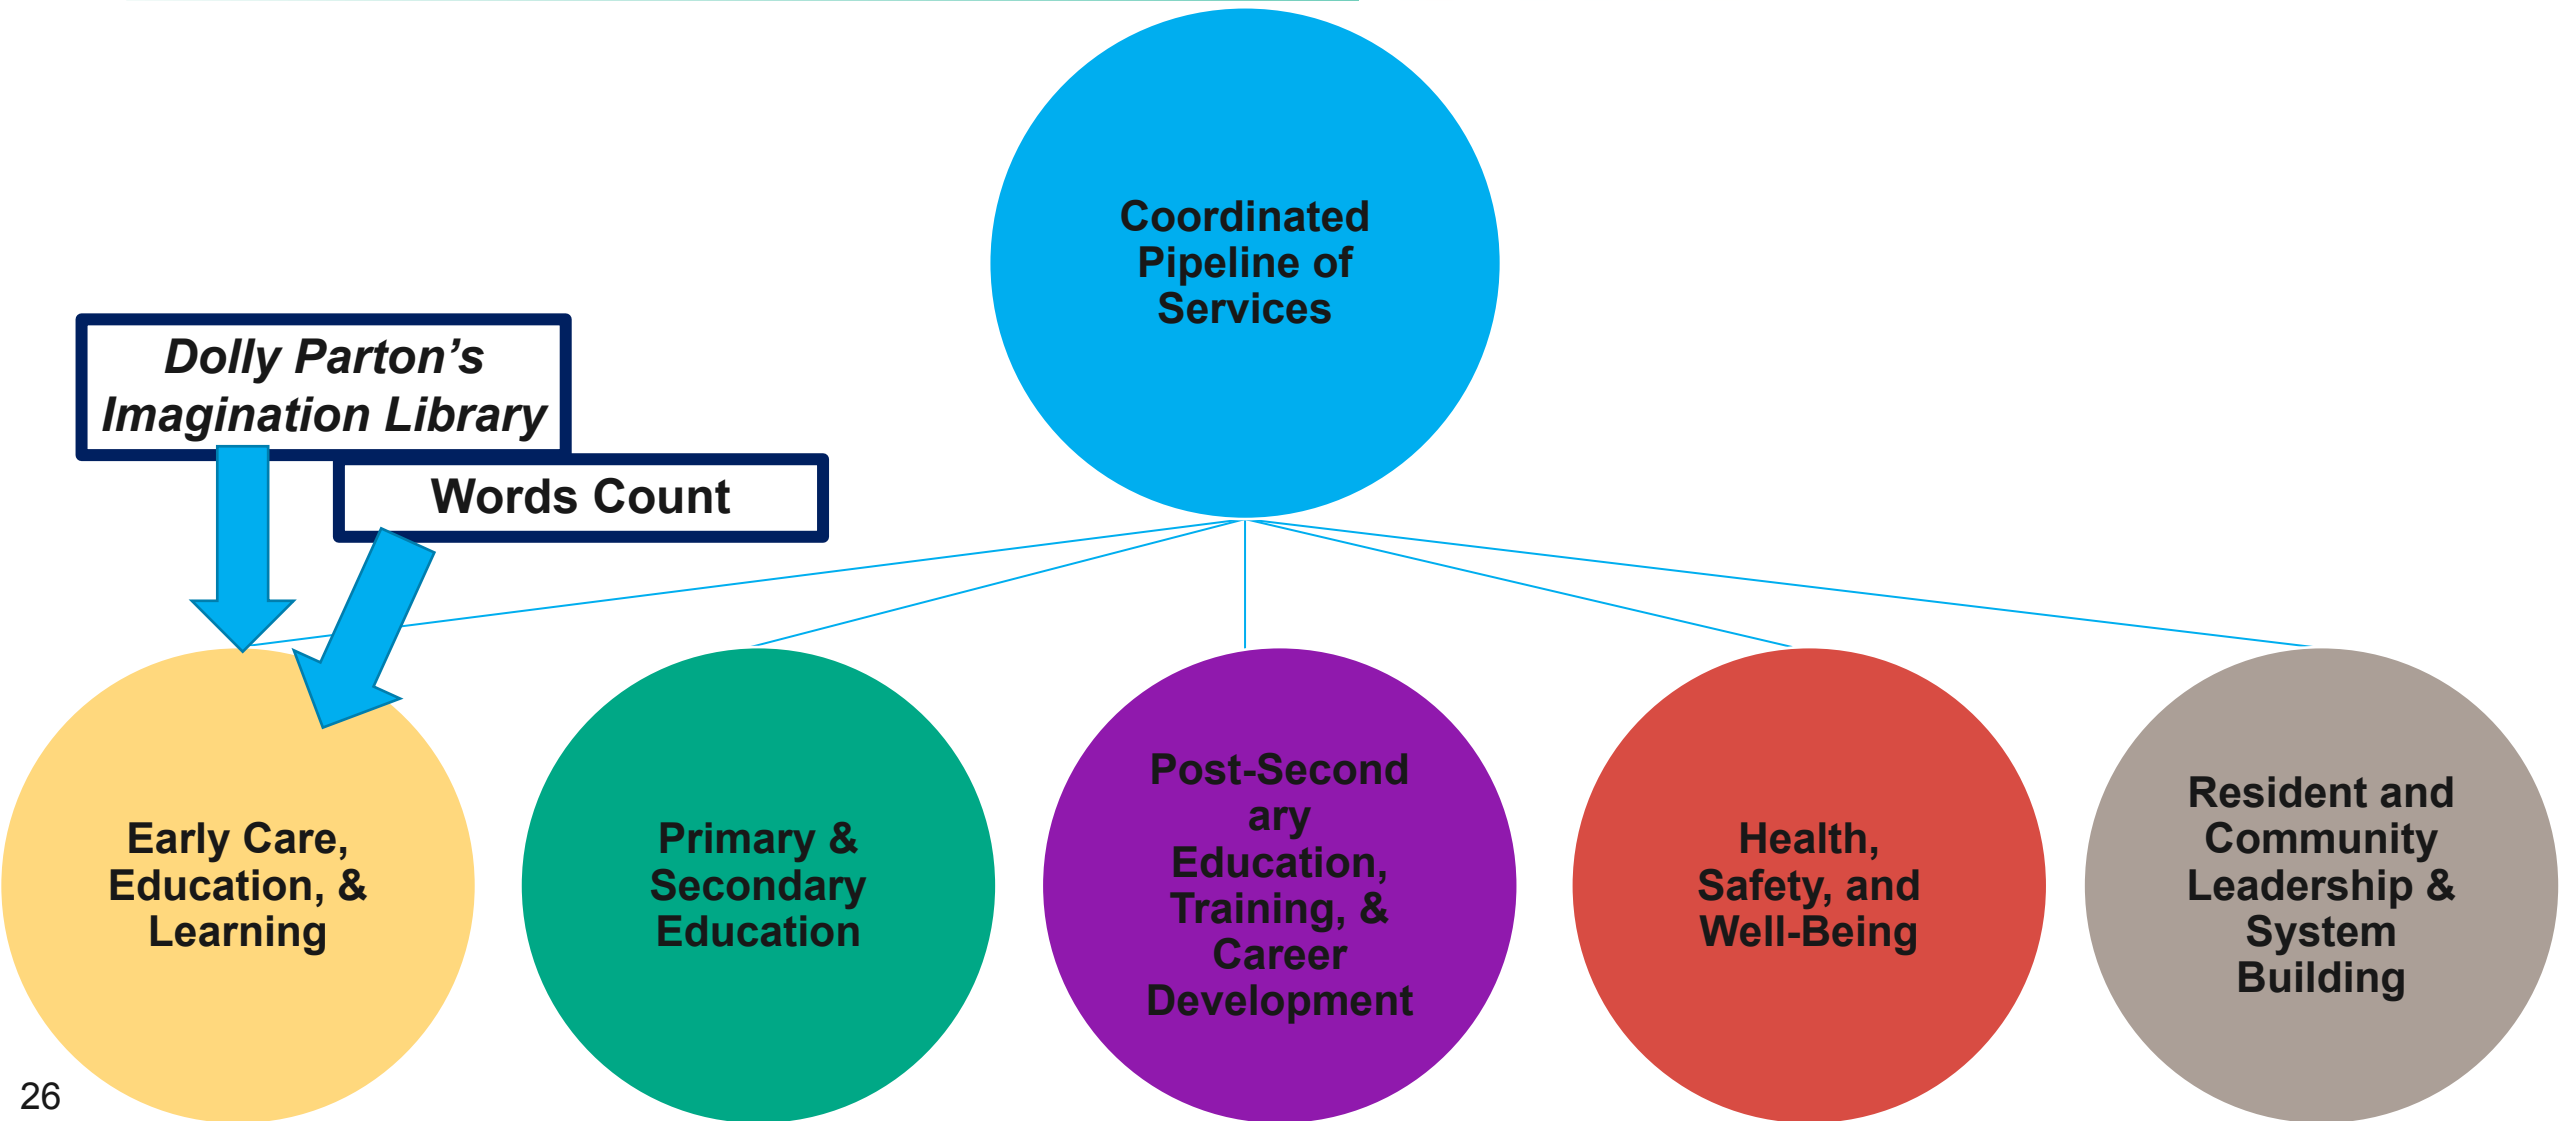 Coordinated
Pipeline of
Services
Dolly Parton’s
Imagination Library
Words Count
Early Care,
Education, &
Learning
Primary &
Secondary
Education
Post-Second
ary
Education,
Training, &
Career
Development
Health,
Safety, and
Well-Being
Resident and
Community
Leadership &
System
Building
26